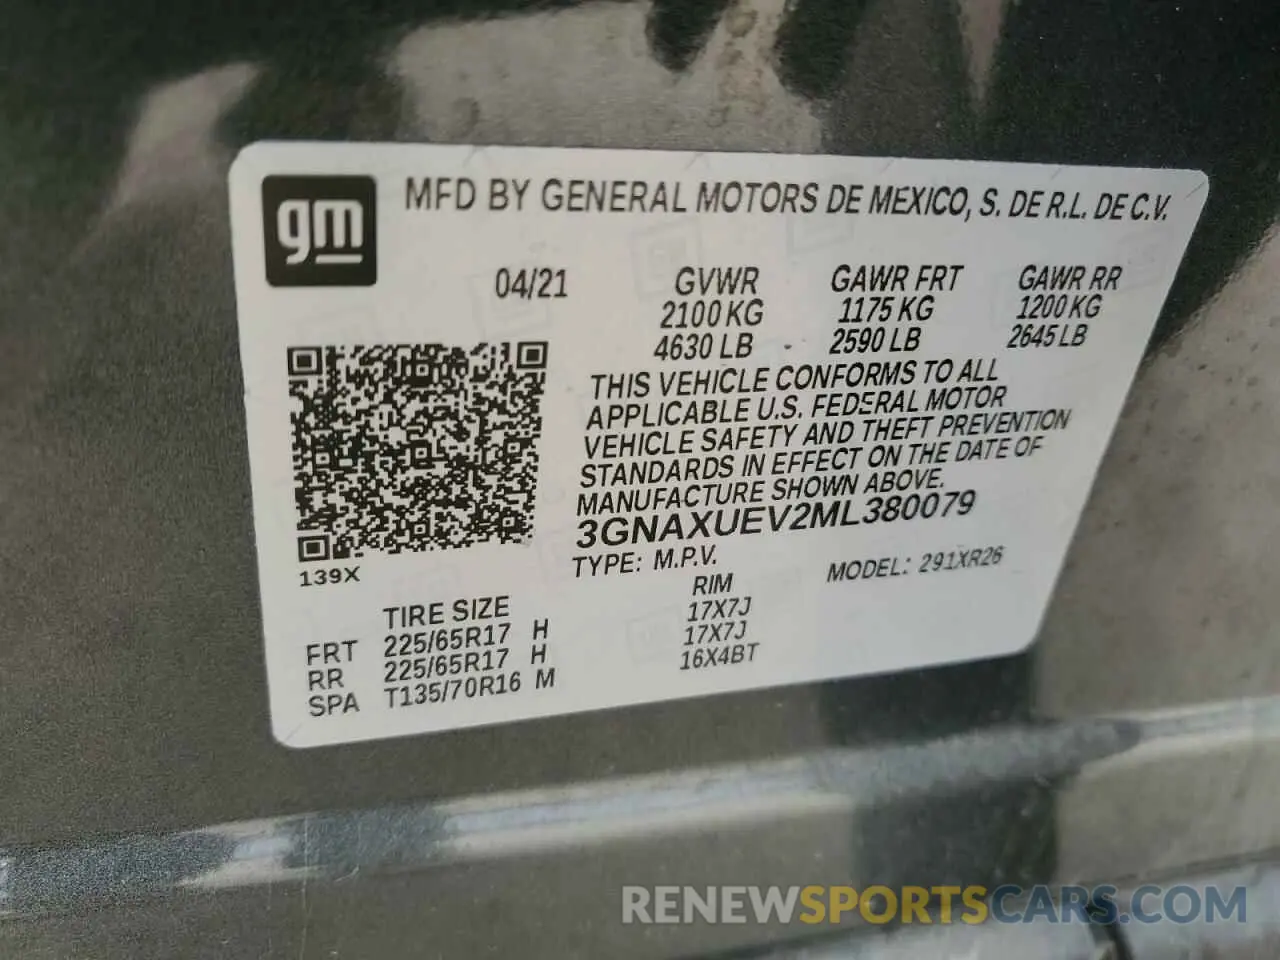 gm
MFD BY GENERAL MOTORS DE MEXICO, S. DE R.L. DE C.V.
04/21 GVWR GAWR FRT GAWR RR
2100 KG 1175 KG 1200 KG
4630 LB - 2590 LB 2645 LB
THIS VEHICLE CONFORMS TO ALL
APPLICABLE U.S. FEDERAL MOTOR
VEHICLE SAFETY AND THEFT PREVENTION
STANDARDS IN EFFECT ON THE DATE OF
MANUFACTURE SHOWN ABOVE.
3GNAXUEV2ML380079
TYPE: M.P.V. MODEL: 291XR26
139X
TIRE SIZE RIM
FRT 225/65R17 H 17X7J
RR 225/65R17 H 17X7J
SPA T135/70R16 M 16X4BT
RENEWSPORTSCARS.COM